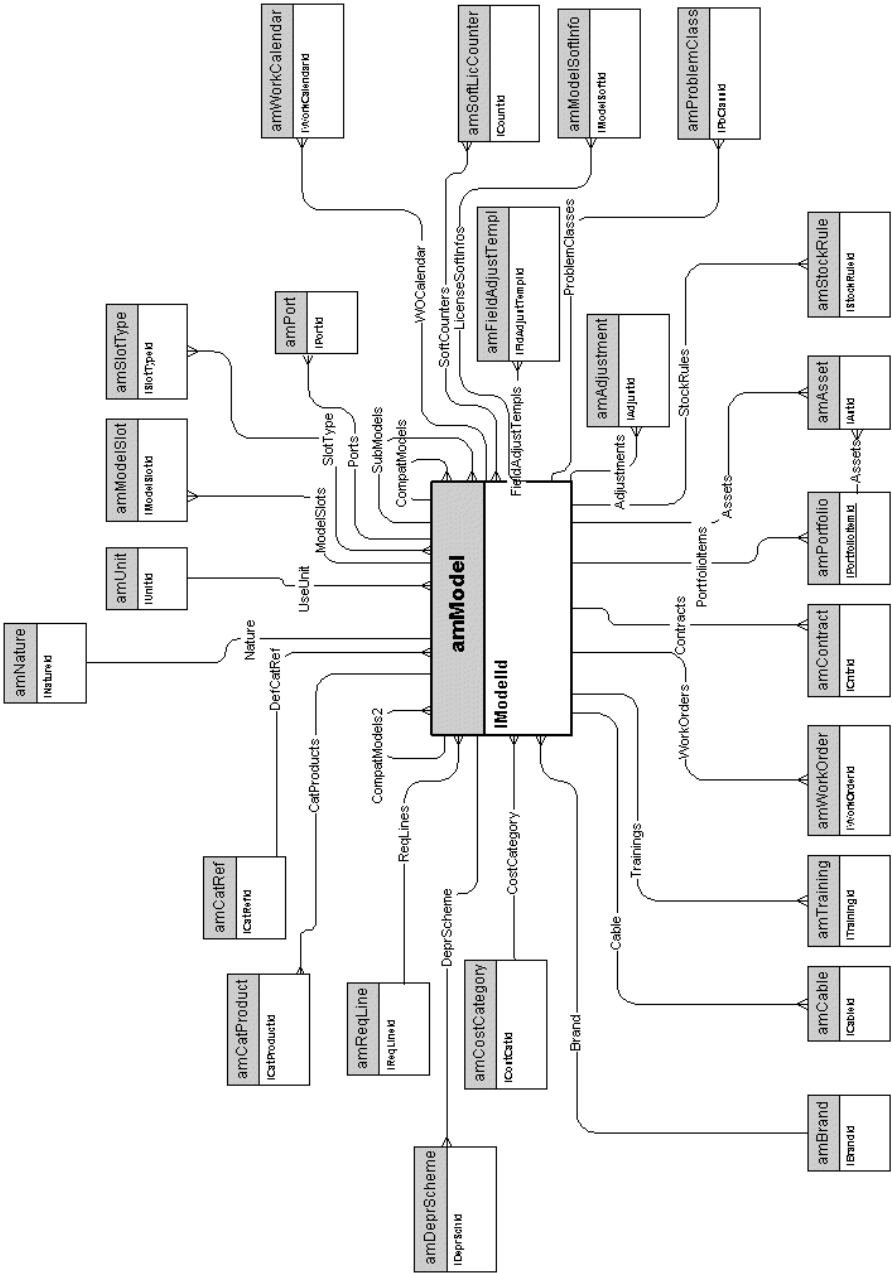 amNature
lNatureId
amUnit
lUnitId
amModelSlot
lModelSlotId
amSlotType
lSlotTypeId
amPort
lPortId
amWorkCalendar
lWorkCalendarId
amSoftLicCounter
lCountId
amModelSoftInfo
lModelSoftId
amProblemClass
lPbClassId
amFieldAdjustTempl
lFldAdjustTemplId
amAdjustment
lAdjustId
amStockRule
lStockRuleId
amAsset
lAstId
amPortfolio
lPortfolioItemId
amContract
lCntrId
amWorkOrder
lWorkOrderId
amTraining
lTrainingId
amCable
lCableId
amBrand
lBrandId
amCostCategory
lCostCatId
amDeprScheme
lDeprSchId
amReqLine
lReqLineId
amCatProduct
lCatProductId
amCatRef
lCatRefId
amModel
lModelId
Nature
UseUnit
ModelSlots
SlotType
Ports
SubModels
CompatModels
WOCalendar
SoftCounters
LicenseSoftInfos
FieldAdjustTempls
ProblemClasses
Adjustments
StockRules
Assets
Assets
PortfolioItems
Contracts
WorkOrders
Trainings
Cable
Brand
CostCategory
DeprScheme
ReqLines
CompatModels2
CatProducts
DefCatRef